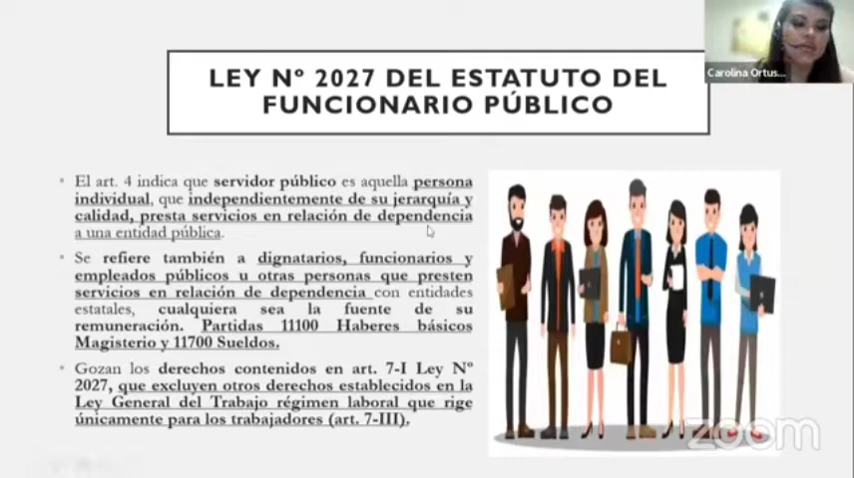 LEY Nº 2027 DEL ESTATUTO DEL
FUNCIONARIO PÚBLICO
Carolina Ortus...
• El art. 4 indica que servidor público es aquella persona
individual, que independientemente de su jerarquía y
calidad, presta servicios en relación de dependencia
a una entidad pública.
• Se refiere también a dignatarios, funcionarios y
empleados públicos u otras personas que presten
servicios en relación de dependencia con entidades
estatales, cualquiera sea la fuente de su
remuneración. Partidas 11100 Haberes básicos
Magisterio y 11700 Sueldos.
• Gozan los derechos contenidos en art. 7-I Ley Nº
2027, que excluyen otros derechos establecidos en la
Ley General del Trabajo régimen laboral que rige
únicamente para los trabajadores (art. 7-III).
zoom